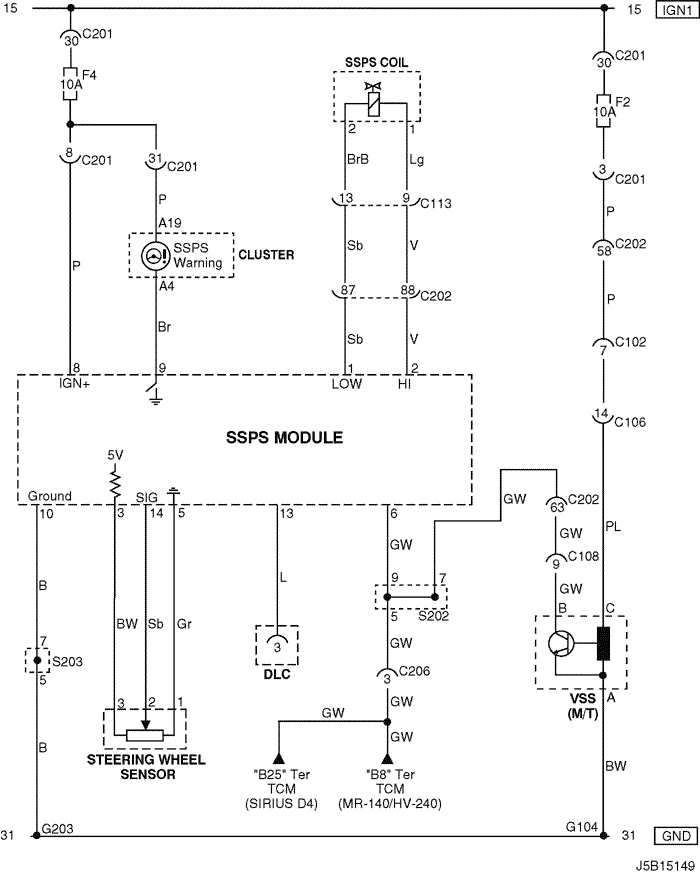 15
15 IGN1
30 C201
F4
10A
8 C201
31 C201
P
A19
SSPS
Warning
CLUSTER
A4
P
Br
SSPS COIL
2 1
BrB Lg
13 9 C113
Sb V
87 88 C202
Sb V
30 C201
F2
10A
3 C201
P
58 C202
P
7 C102
14 C106
8 9 1 2
IGN+ LOW HI
SSPS MODULE
5V
Ground SIG
10 3 14 5 13 6
GW
63 C202
GW
PL
9 C108
GW
B C
GW
9 7
5 S202
GW
3 C206
GW
GW
GW
B
7
S203
5
B
BW Sb Gr
3 2 1
STEERING WHEEL
SENSOR
L
3
DLC
"B25" Ter
TCM
(SIRIUS D4)
"B8" Ter
TCM
(MR-140/HV-240)
VSS
(M/T)
A
BW
31 G203
G104 31 GND
J5B15149